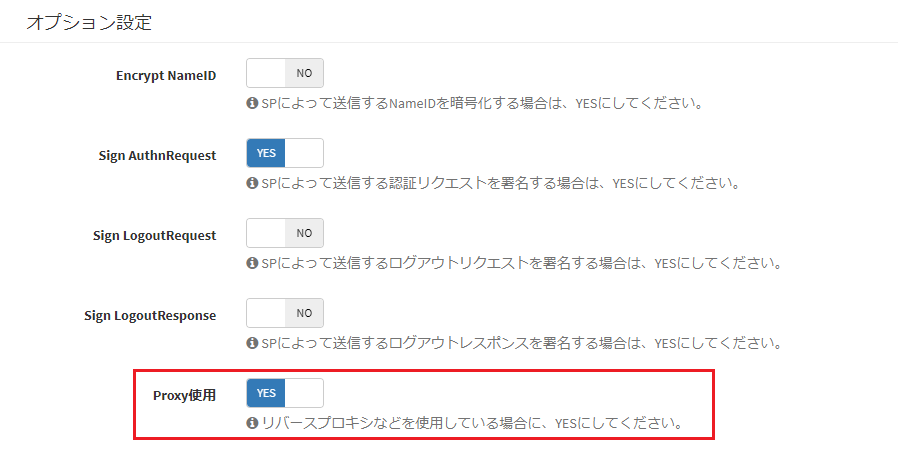 オプション設定
Encrypt NameID
NO
SPによって送信するNameIDを暗号化する場合は、YESにしてください。
Sign AuthnRequest
YES
SPによって送信する認証リクエストを署名する場合は、YESにしてください。
Sign LogoutRequest
NO
SPによって送信するログアウトリクエストを署名する場合は、YESにしてください。
Sign LogoutResponse
NO
SPによって送信するログアウトレスポンスを署名する場合は、YESにしてください。
Proxy使用
YES
リバースプロキシなどを使用している場合に、YESにしてください。